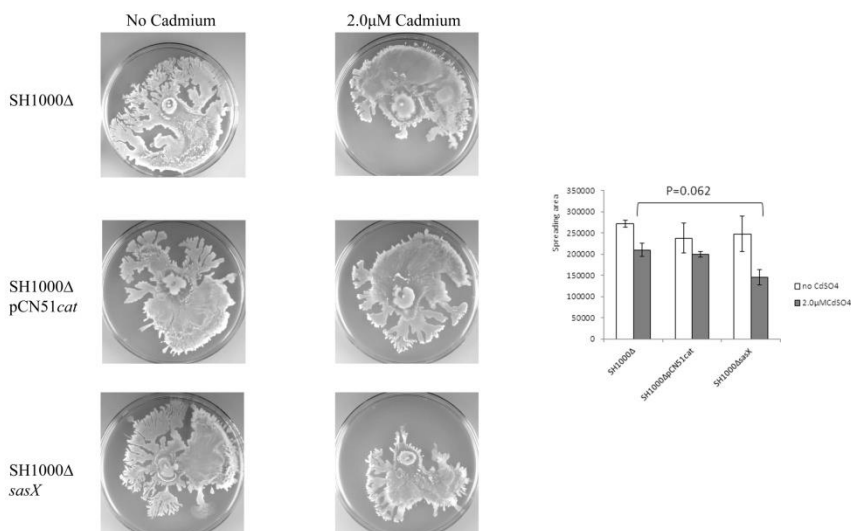 No Cadmium
2.0μM Cadmium
SH1000Δ
SH1000Δ
pCN51cat
SH1000Δ
sasX
P=0.062
Spreading area
350000
300000
250000
200000
150000
100000
50000
0
no CdSO4
2.0μMCdSO4
SH1000Δ
SH1000ΔpCN51cat
SH1000ΔsasX